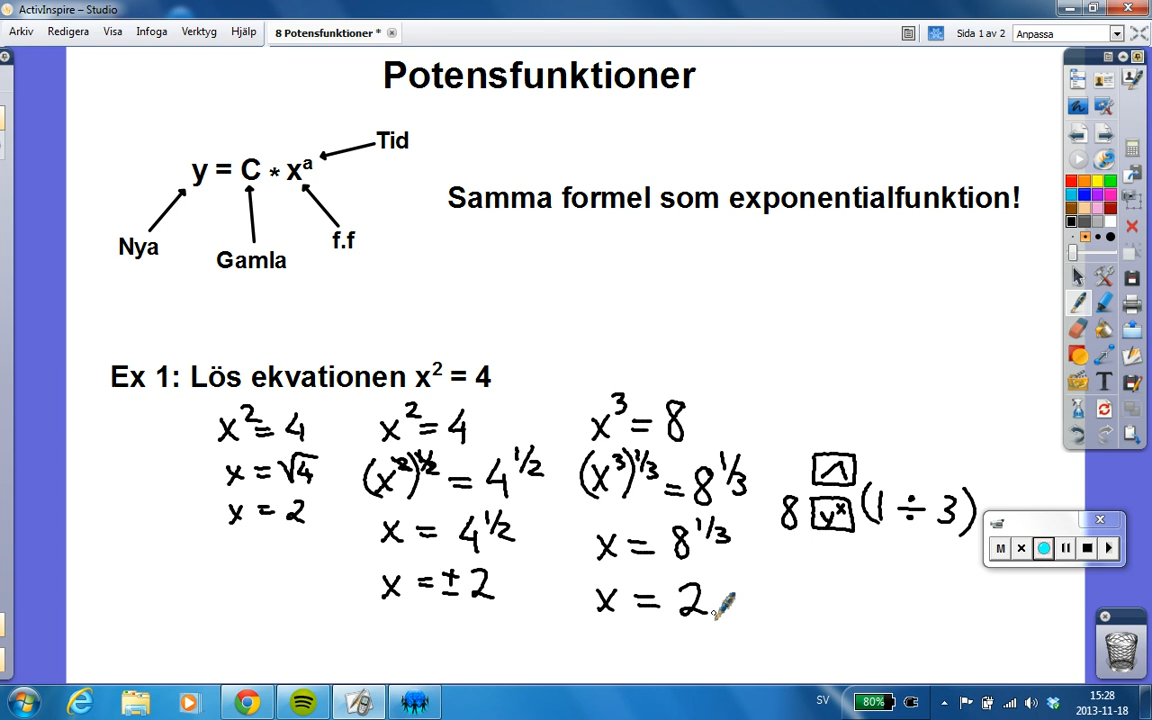 ActivInspire – Studio
Arkiv Redigera Visa Infoga Verktyg Hjälp
8 Potensfunktioner *
Sida 1 av 2
Anpassa
Potensfunktioner
Tid
y = C * xᵃ
Samma formel som exponentialfunktion!
Nya
Gamla
f.f
Ex 1: Lös ekvationen x² = 4
x² = 4
x = √4
x = 2
x² = 4
(x²)^1/2 = 4^1/2
x = 4^1/2
x = ± 2
x³ = 8
(x³)^1/3 = 8^1/3
x = 8^1/3
x = 2
^
8 yˣ (1 ÷ 3)
M
SV
80%
15:28
2013-11-18